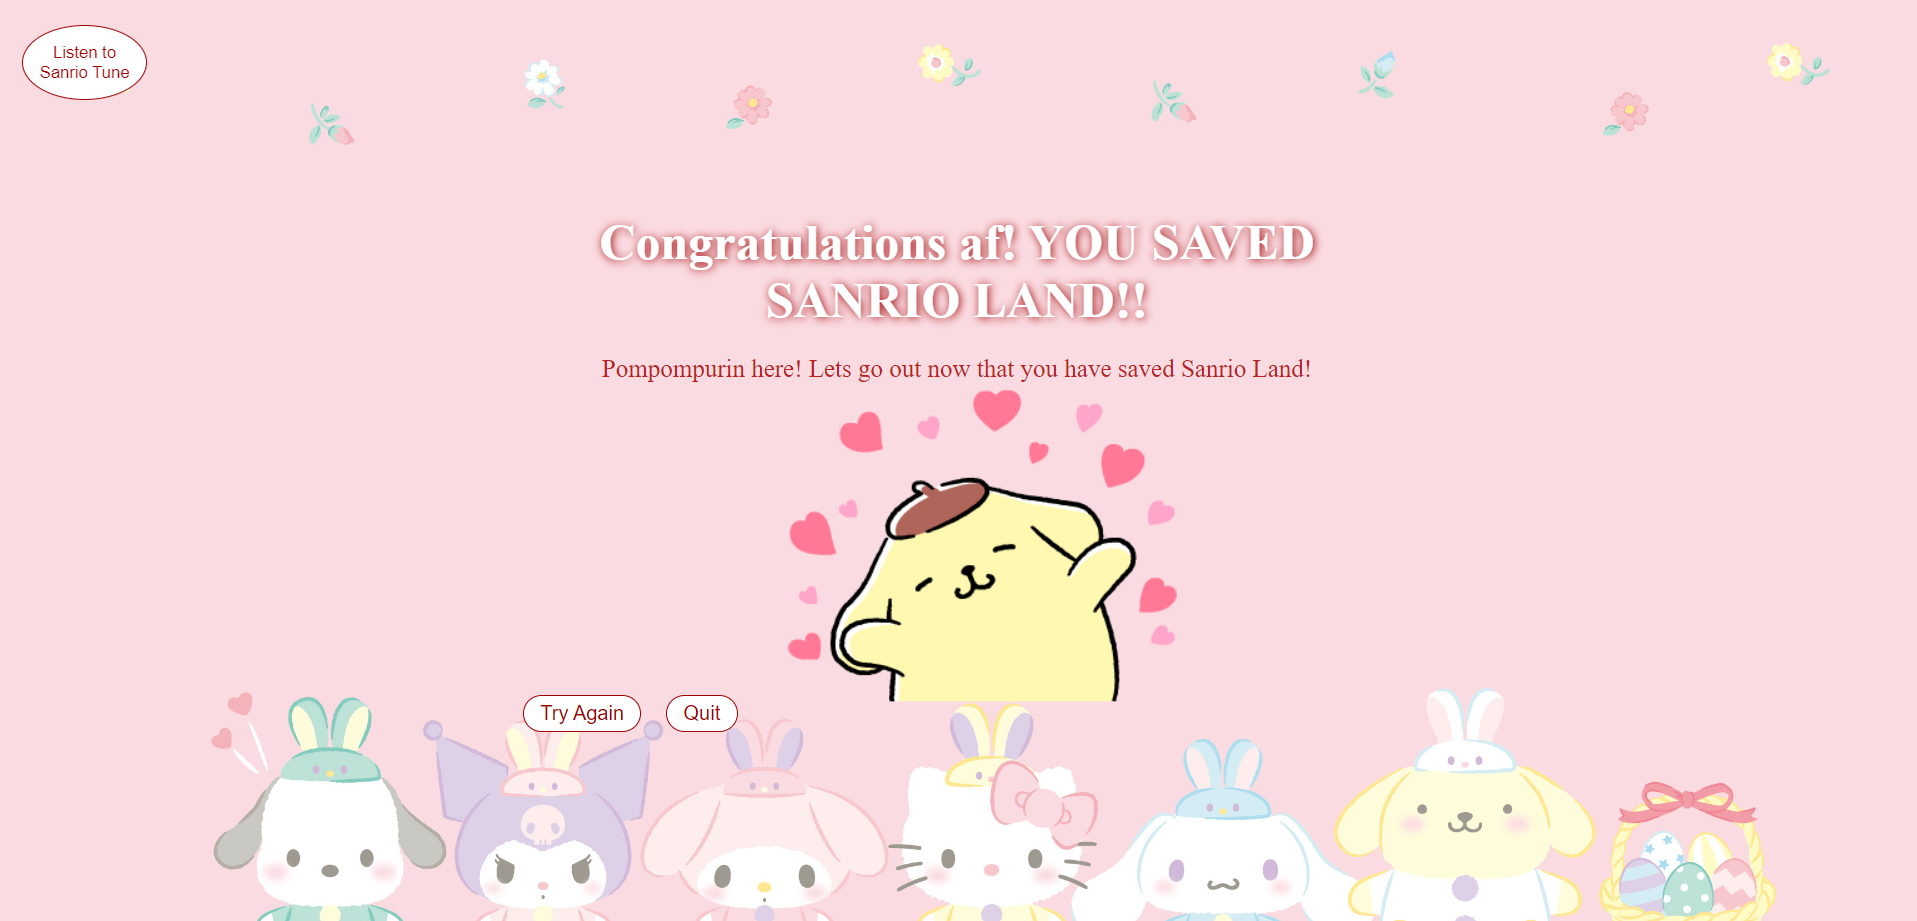 Listen to
Sanrio Tune
Congratulations af! YOU SAVED
SANRIO LAND!!
Pompompurin here! Lets go out now that you have saved Sanrio Land!
Try Again
Quit